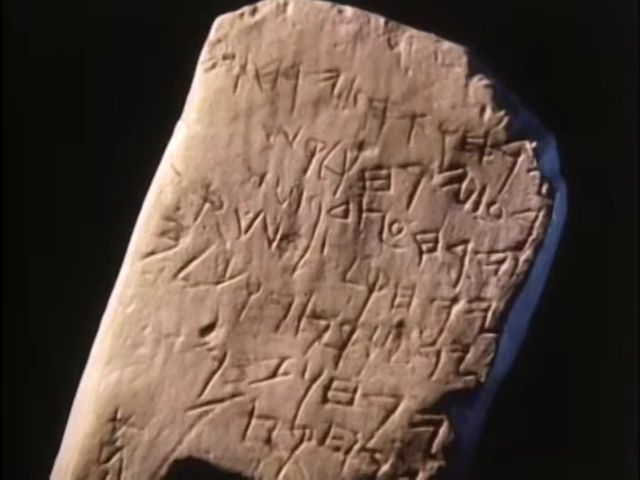 𐤉𐤓𐤇𐤅 𐤀𐤎𐤐 𐤉𐤓𐤇𐤅 𐤆
𐤓𐤏 𐤉𐤓𐤇𐤅 𐤋𐤒𐤔
𐤉𐤓𐤇 𐤏𐤑𐤃 𐤐𐤔𐤕
𐤉𐤓𐤇 𐤒𐤑𐤓 𐤔𐤏𐤓𐤌
𐤉𐤓𐤇 𐤒𐤑𐤓 𐤅𐤊𐤋
𐤉𐤓𐤇𐤅 𐤆𐤌𐤓
𐤉𐤓𐤇 𐤒𐤑